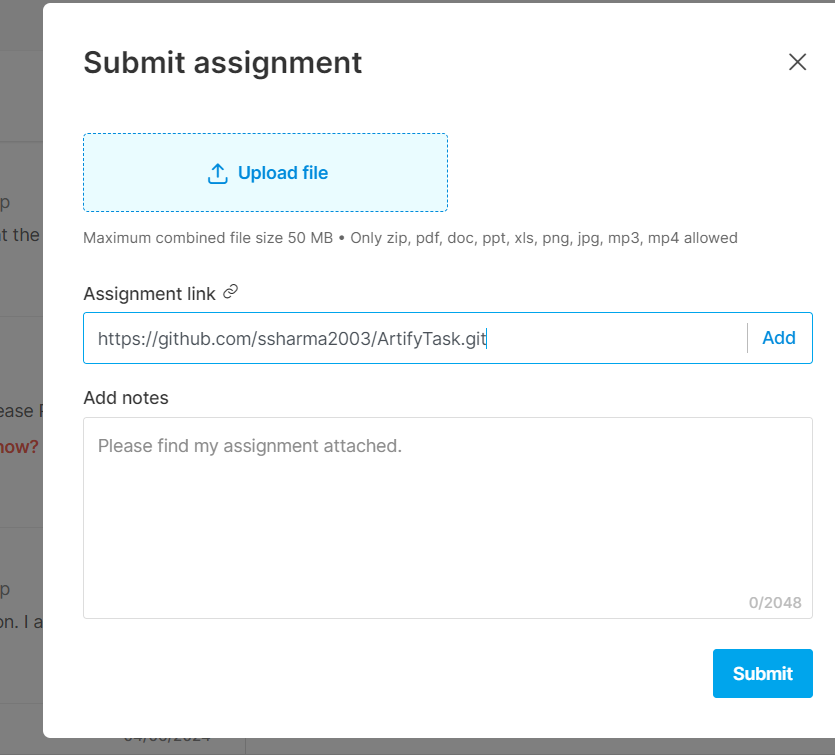 Submit assignment
Upload file
Maximum combined file size 50 MB • Only zip, pdf, doc, ppt, xls, png, jpg, mp3, mp4 allowed
Assignment link
https://github.com/ssharma2003/ArtifyTask.git
Add
Add notes
Please find my assignment attached.
0/2048
Submit
p
t the
ease
now?
p
on. I a